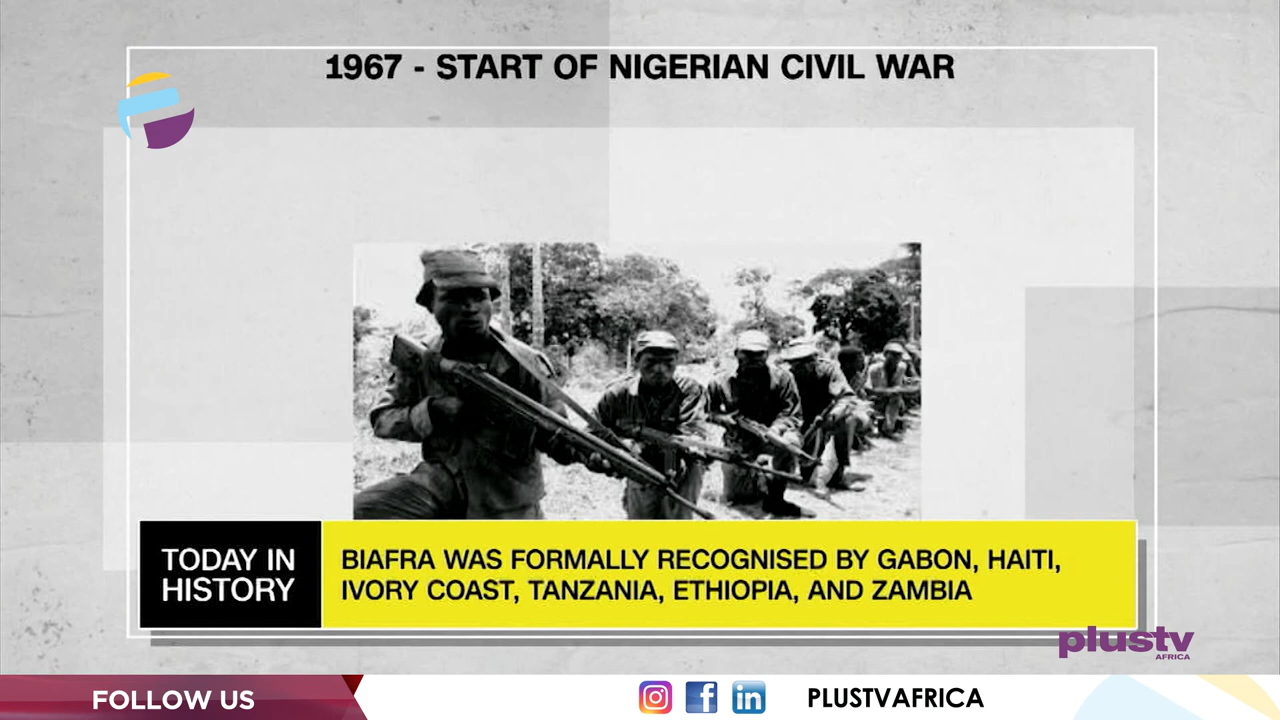 1967 - START OF NIGERIAN CIVIL WAR
TODAY IN
HISTORY
BIAFRA WAS FORMALLY RECOGNISED BY GABON, HAITI,
IVORY COAST, TANZANIA, ETHIOPIA, AND ZAMBIA
plustv
AFRICA
FOLLOW US
PLUSTVAFRICA